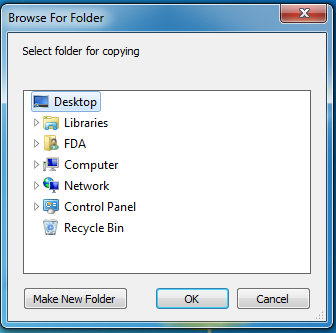 Browse For Folder
Select folder for copying
Desktop
Libraries
FDA
Computer
Network
Control Panel
Recycle Bin
Make New Folder
OK
Cancel